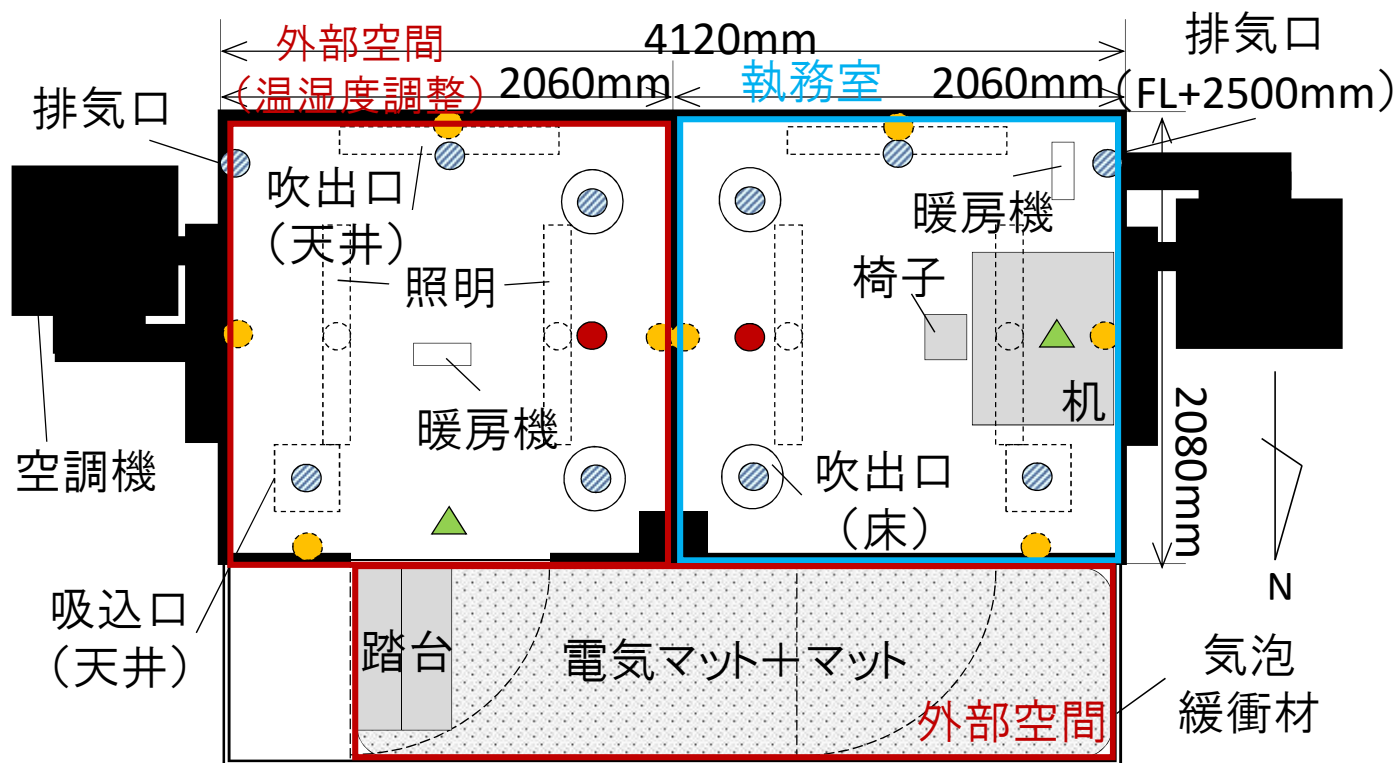 外部空間
(温湿度調整)
4120mm
排気口
(FL+2500mm)
2060mm
執務室
2060mm
排気口
吹出口
(天井)
暖房機
照明
椅子
暖房機
机
2080mm
空調機
吹出口
(床)
N
吸込口
(天井)
踏台
電気マット+マット
外部空間
気泡
緩衝材